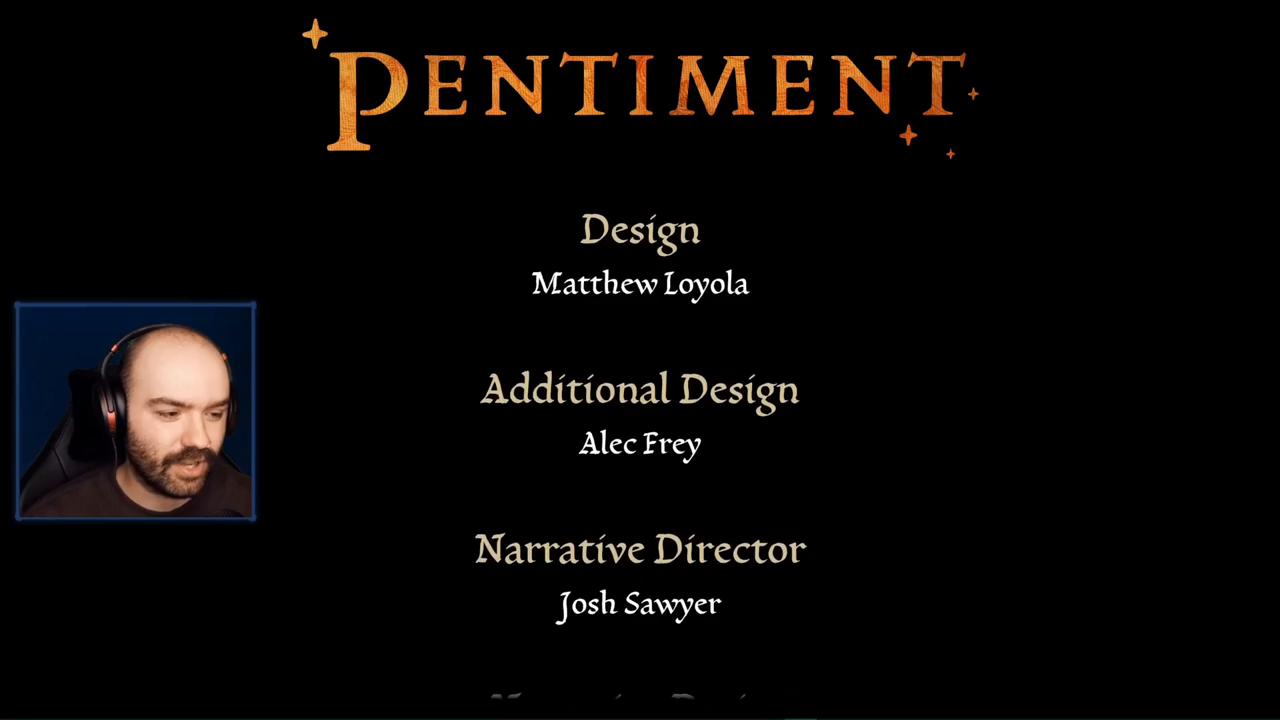 PENTIMENT
Design
Matthew Loyola
Additional Design
Alec Frey
Narrative Director
Josh Sawyer